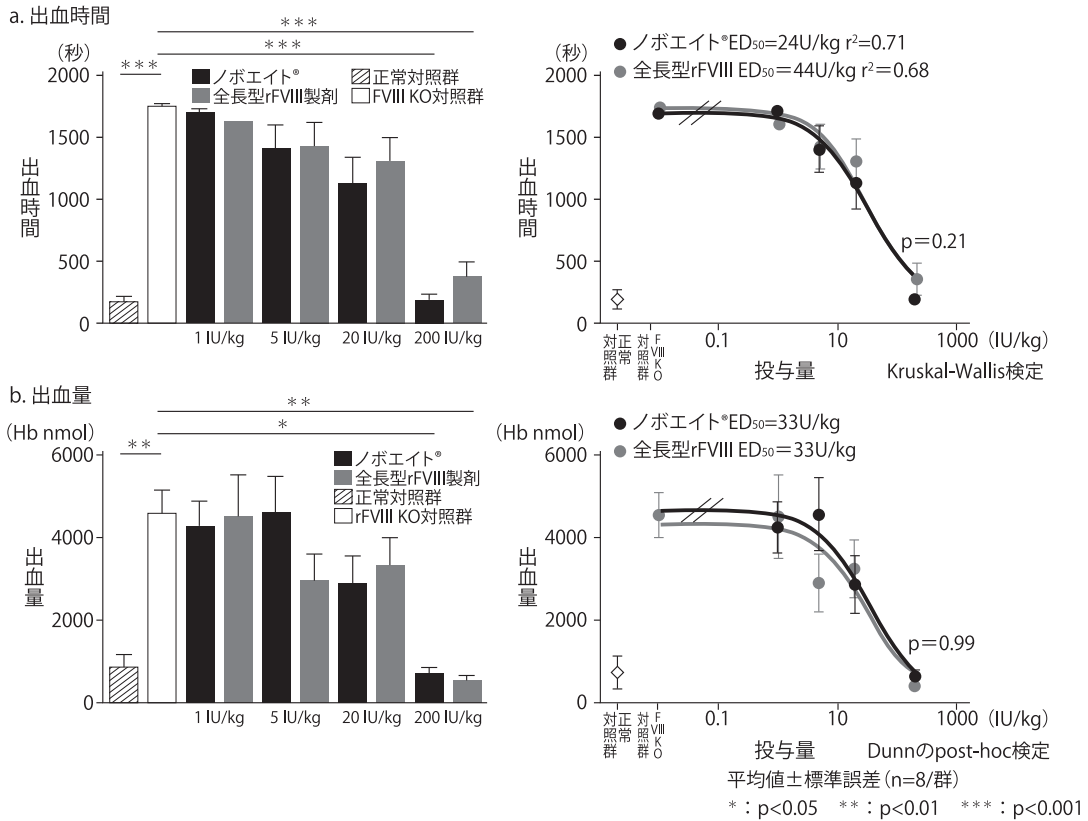 a. 出血時間
(秒)
***
***
***
ノボエイト®
全長型rFVIII製剤
正常対照群
FVIII KO対照群
出血時間
2000
1500
1000
500
0
1 IU/kg
5 IU/kg
20 IU/kg
200 IU/kg
(秒)
ノボエイト®ED50=24U/kg r²=0.71
全長型rFVIII ED50=44U/kg r²=0.68
出血時間
2000
1500
1000
500
0
p=0.21
正常対照群
FVIII KO対照群
0.1
10
1000 (IU/kg)
投与量
Kruskal-Wallis検定
b. 出血量
(Hb nmol)
**
*
**
ノボエイト®
全長型rFVIII製剤
正常対照群
rFVIII KO対照群
出血量
6000
4000
2000
0
1 IU/kg
5 IU/kg
20 IU/kg
200 IU/kg
(Hb nmol)
ノボエイト®ED50=33U/kg
全長型rFVIII ED50=33U/kg
出血量
6000
4000
2000
0
p=0.99
正常対照群
FVIII KO対照群
0.1
10
1000 (IU/kg)
投与量
Dunnのpost-hoc検定
平均値±標準誤差(n=8/群)
*:p<0.05 **:p<0.01 ***:p<0.001